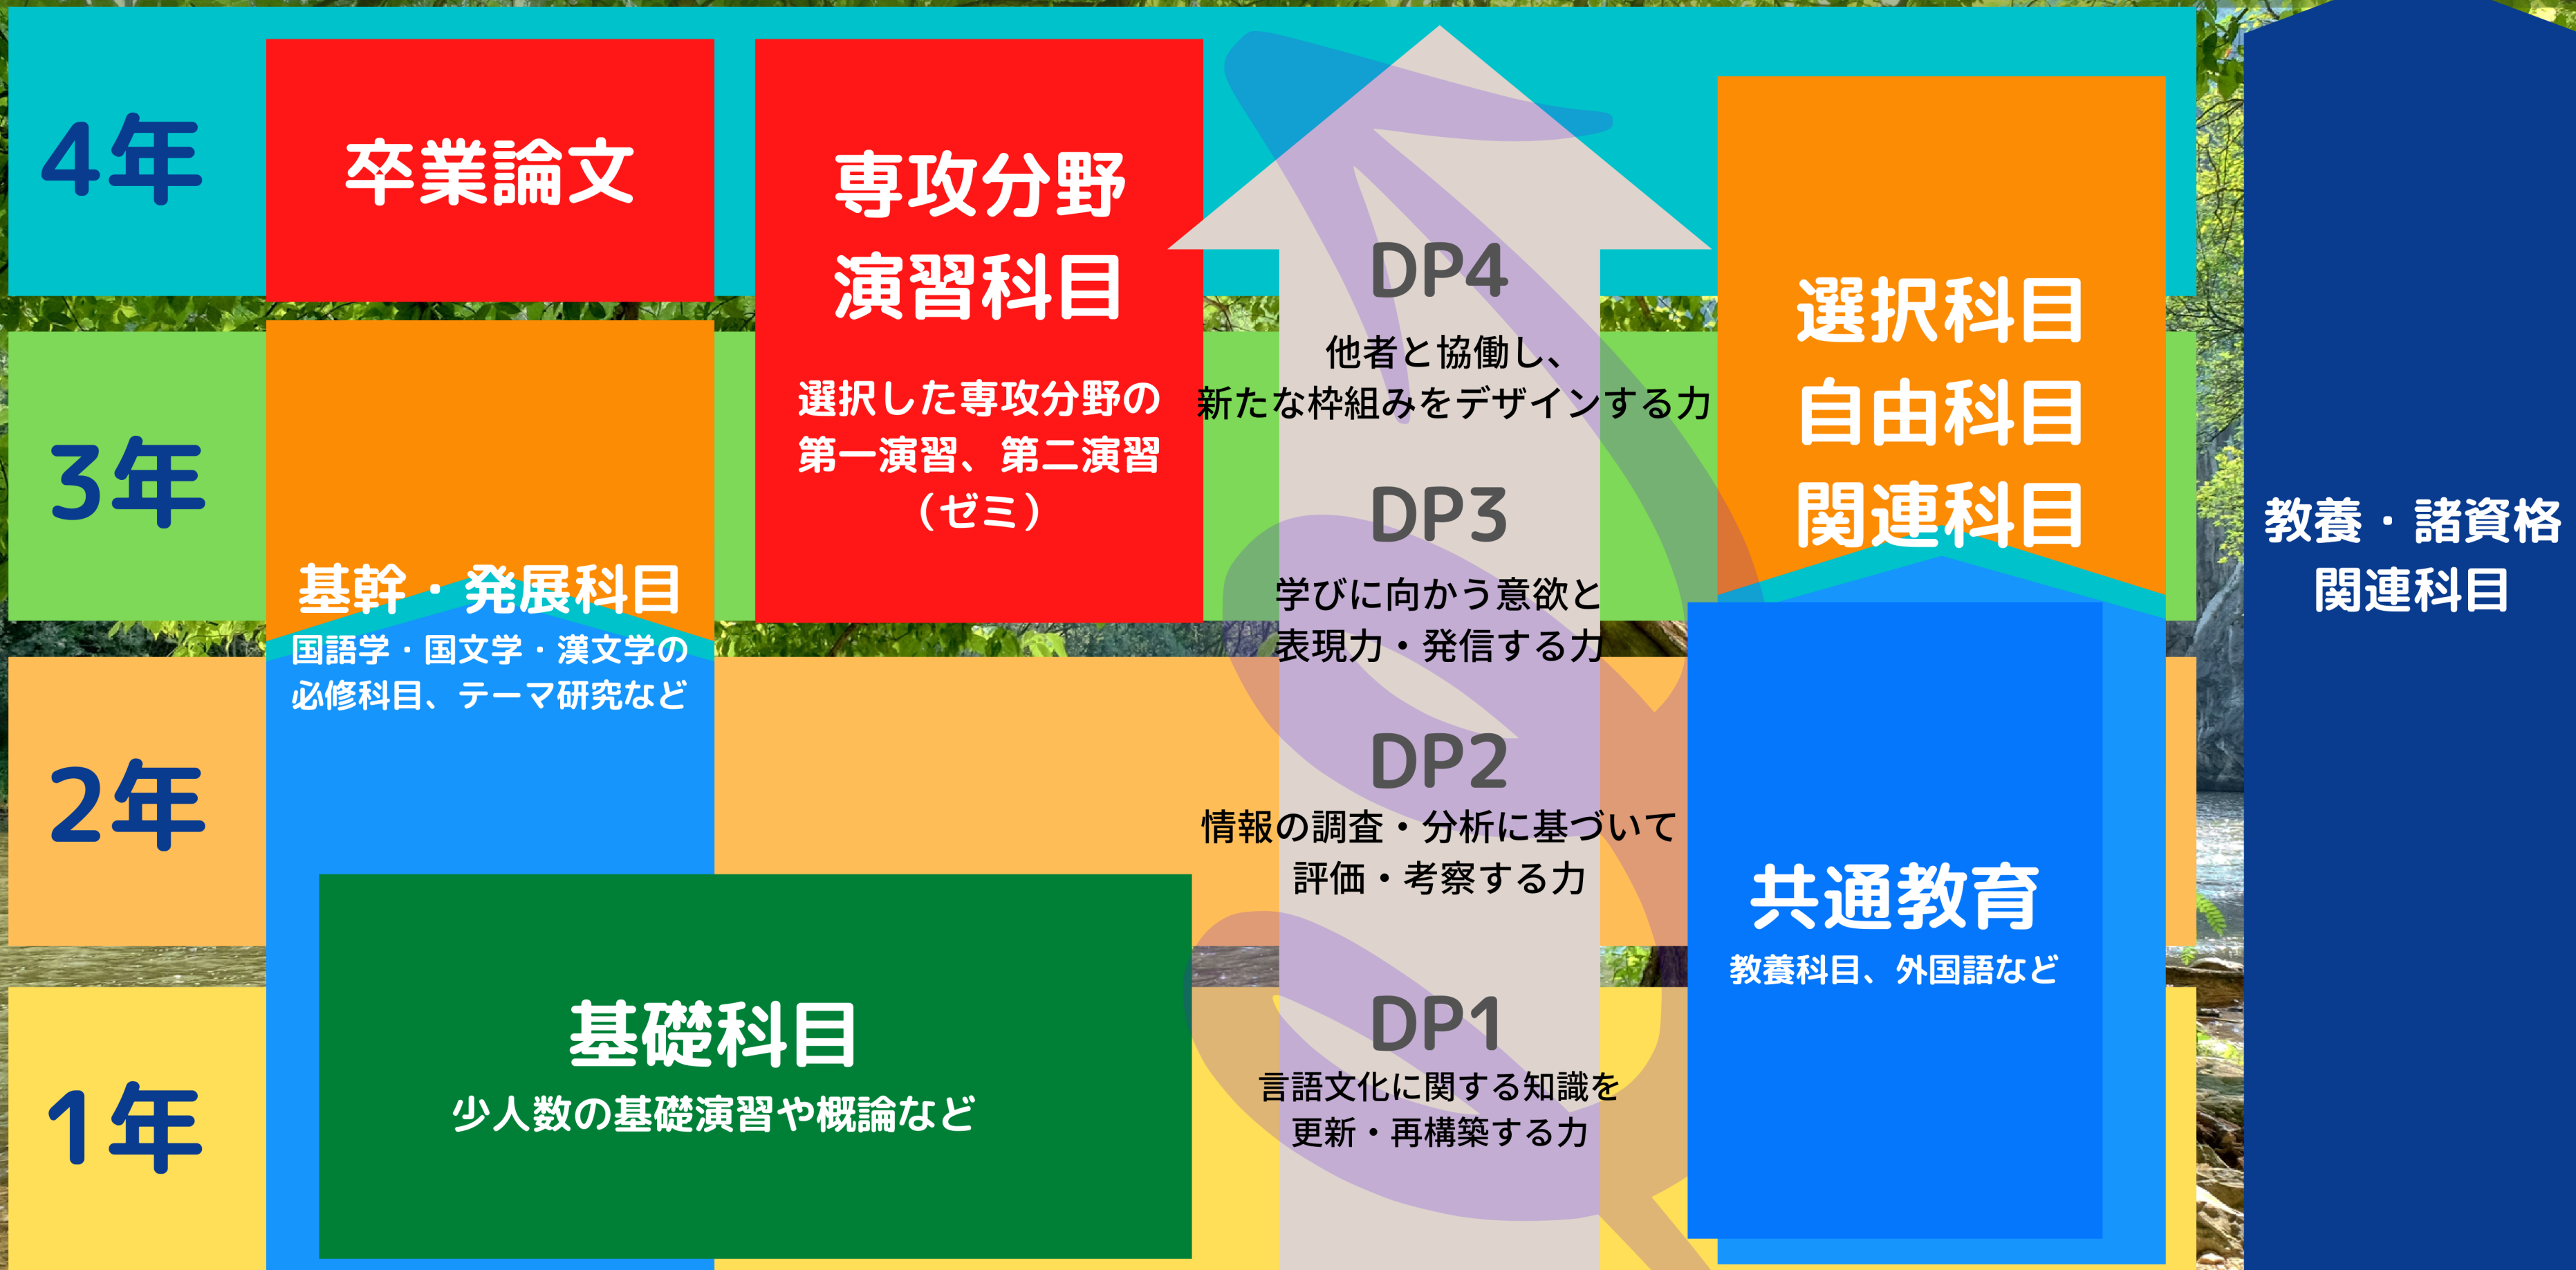 4年
卒業論文
専攻分野
演習科目
選択した専攻分野の
第一演習、第二演習
（ゼミ）
3年
基幹・発展科目
国語学・国文学・漢文学の
必修科目、テーマ研究など
2年
基礎科目
少人数の基礎演習や概論など
1年
DP4
他者と協働し、
新たな枠組みをデザインする力
DP3
学びに向かう意欲と
表現力・発信する力
DP2
情報の調査・分析に基づいて
評価・考察する力
DP1
言語文化に関する知識を
更新・再構築する力
選択科目
自由科目
関連科目
共通教育
教養科目、外国語など
教養・諸資格
関連科目